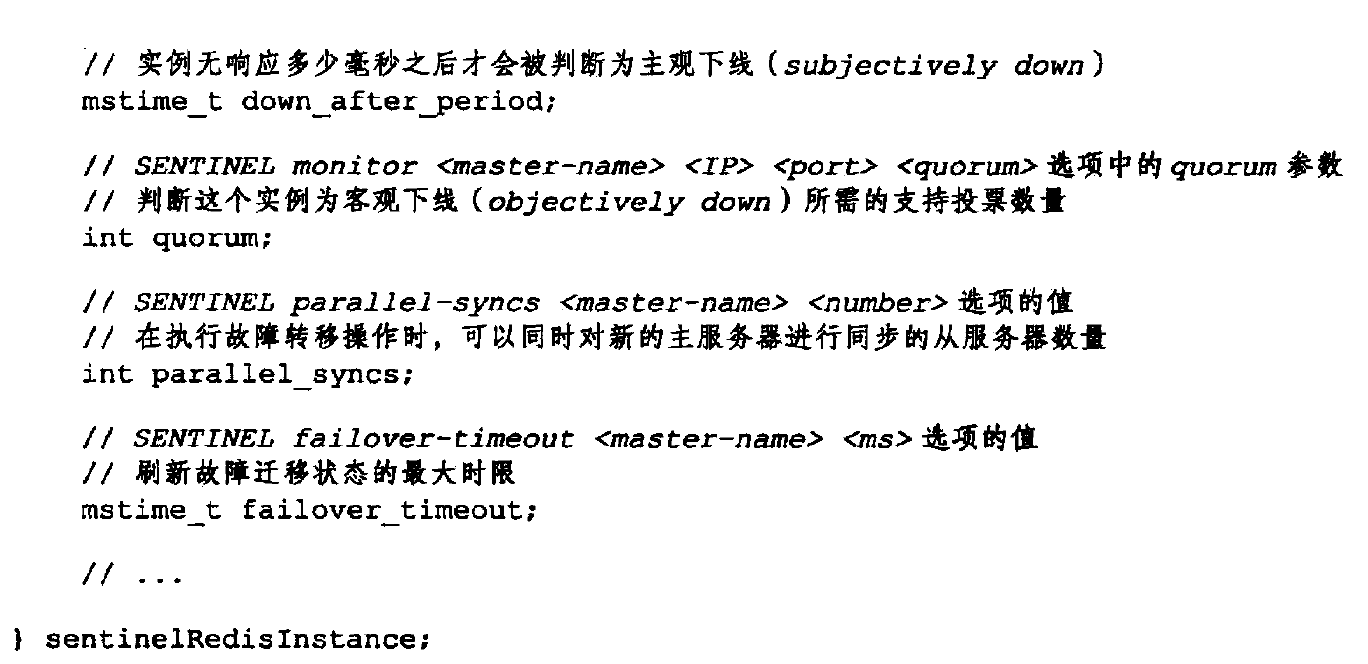 // 实例无响应多少毫秒之后才会被判断为主观下线（subjectively down）
mstime_t down_after_period;
// SENTINEL monitor <master-name> <IP> <port> <quorum>选项中的quorum参数
// 判断这个实例为客观下线（objectively down）所需的支持投票数量
int quorum;
// SENTINEL parallel-syncs <master-name> <number>选项的值
// 在执行故障转移操作时，可以同时对新的主服务器进行同步的从服务器数量
int parallel_syncs;
// SENTINEL failover-timeout <master-name> <ms>选项的值
// 刷新故障迁移状态的最大时限
mstime_t failover_timeout;
// ...
} sentinelRedisInstance;